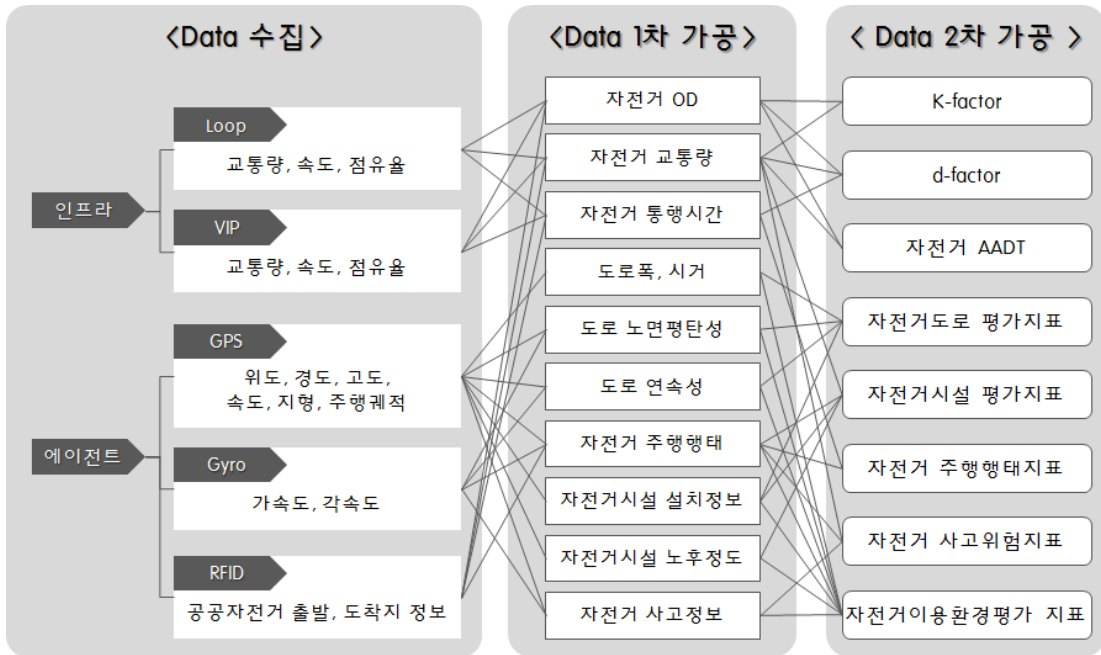 <Data 수집>
인프라
Loop
교통량, 속도, 점유율
VIP
교통량, 속도, 점유율
에이전트
GPS
위도, 경도, 고도,
속도, 지형, 주행궤적
Gyro
가속도, 각속도
RFID
공공자전거 출발, 도착지 정보
<Data 1차 가공>
자전거 OD
자전거 교통량
자전거 통행시간
도로폭, 시거
도로 노면평탄성
도로 연속성
자전거 주행행태
자전거시설 설치정보
자전거시설 노후정도
자전거 사고정보
< Data 2차 가공 >
K-factor
d-factor
자전거 AADT
자전거도로 평가지표
자전거시설 평가지표
자전거 주행행태지표
자전거 사고위험지표
자전거이용환경평가 지표